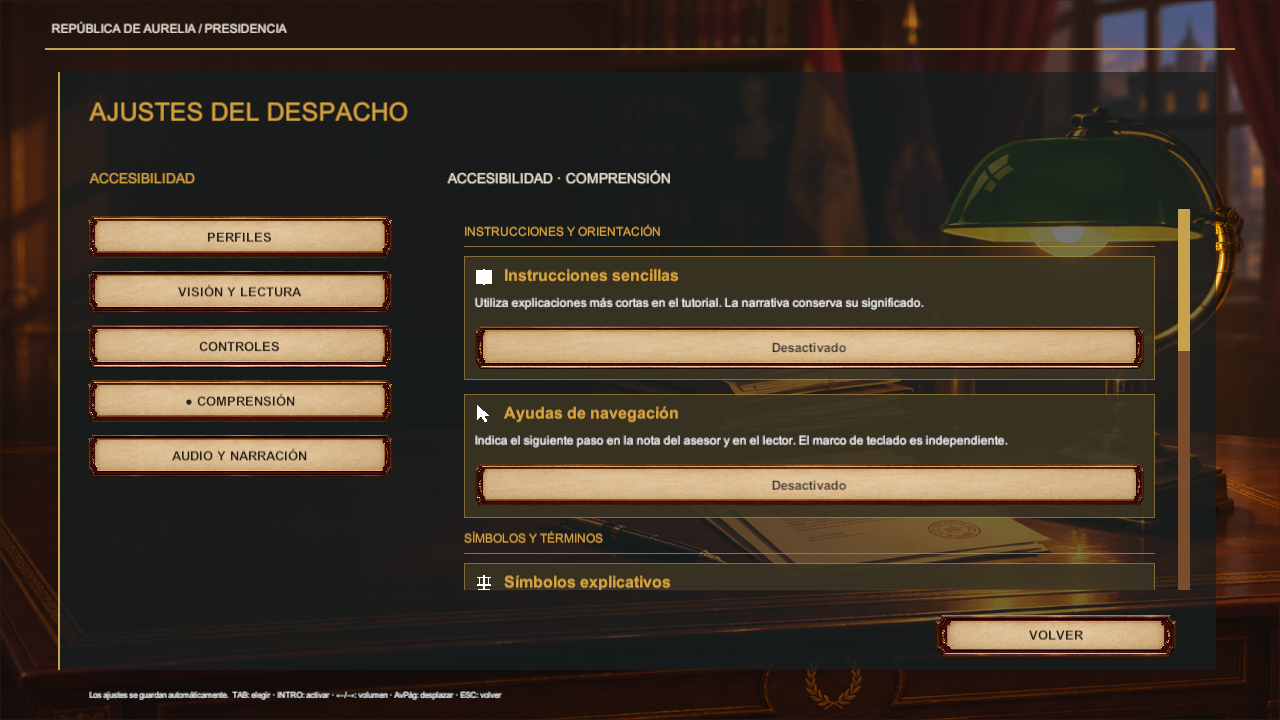 REPÚBLICA DE AURELIA / PRESIDENCIA
AJUSTES DEL DESPACHO
ACCESIBILIDAD
PERFILES
VISIÓN Y LECTURA
CONTROLES
● COMPRENSIÓN
AUDIO Y NARRACIÓN
ACCESIBILIDAD · COMPRENSIÓN
INSTRUCCIONES Y ORIENTACIÓN
Instrucciones sencillas
Utiliza explicaciones más cortas en el tutorial. La narrativa conserva su significado.
Desactivado
Ayudas de navegación
Indica el siguiente paso en la nota del asesor y en el lector. El marco de teclado es independiente.
Desactivado
SÍMBOLOS Y TÉRMINOS
Símbolos explicativos
VOLVER
Los ajustes se guardan automáticamente. TAB: elegir · INTRO: activar · ←/→: volumen · AvPág: desplazar · ESC: volver